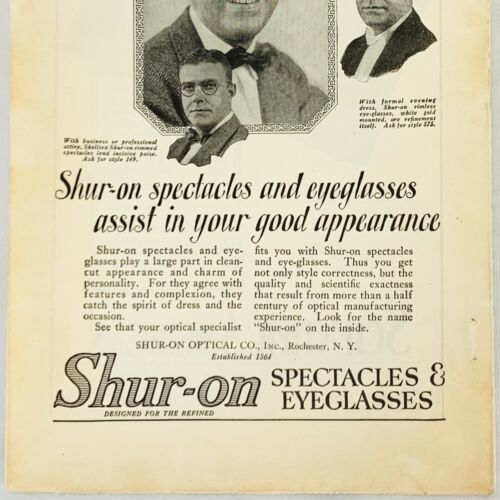 With formal evening
dress, Shur-on rimless
eye-glasses, white gold
mounted, are refinement
itself. Ask for style 575.
With business or professional
attire, Shelltex Shur-on rimmed
spectacles lend incisive poise.
Ask for style 149.
Shur-on spectacles and eyeglasses
assist in your good appearance
Shur-on spectacles and eye-
glasses play a large part in clean-
cut appearance and charm of
personality. For they agree with
features and complexion, they
catch the spirit of dress and the
occasion.
See that your optical specialist
fits you with Shur-on spectacles
and eye-glasses. Thus you get
not only style correctness, but the
quality and scientific exactness
that result from more than a half
century of optical manufacturing
experience. Look for the name
"Shur-on" on the inside.
SHUR-ON OPTICAL CO., INC., Rochester, N. Y.
Established 1864
Shur-on SPECTACLES &
EYEGLASSES
DESIGNED FOR THE REFINED